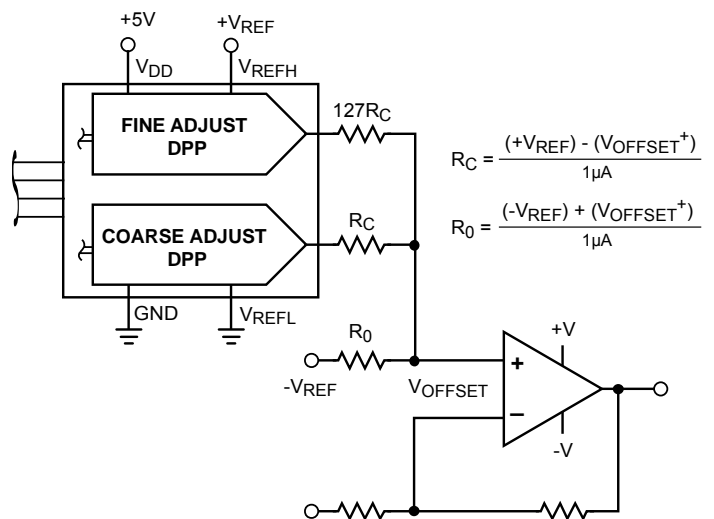 +5V
+VREF
VDD
VREFH
FINE ADJUST
DPP
127RC
COARSE ADJUST
DPP
RC
GND
VREFL
RC = (+VREF) - (VOFFSET+)
1µA
R0 = (-VREF) + (VOFFSET+)
1µA
R0
-VREF
VOFFSET
+V
+
−
-V